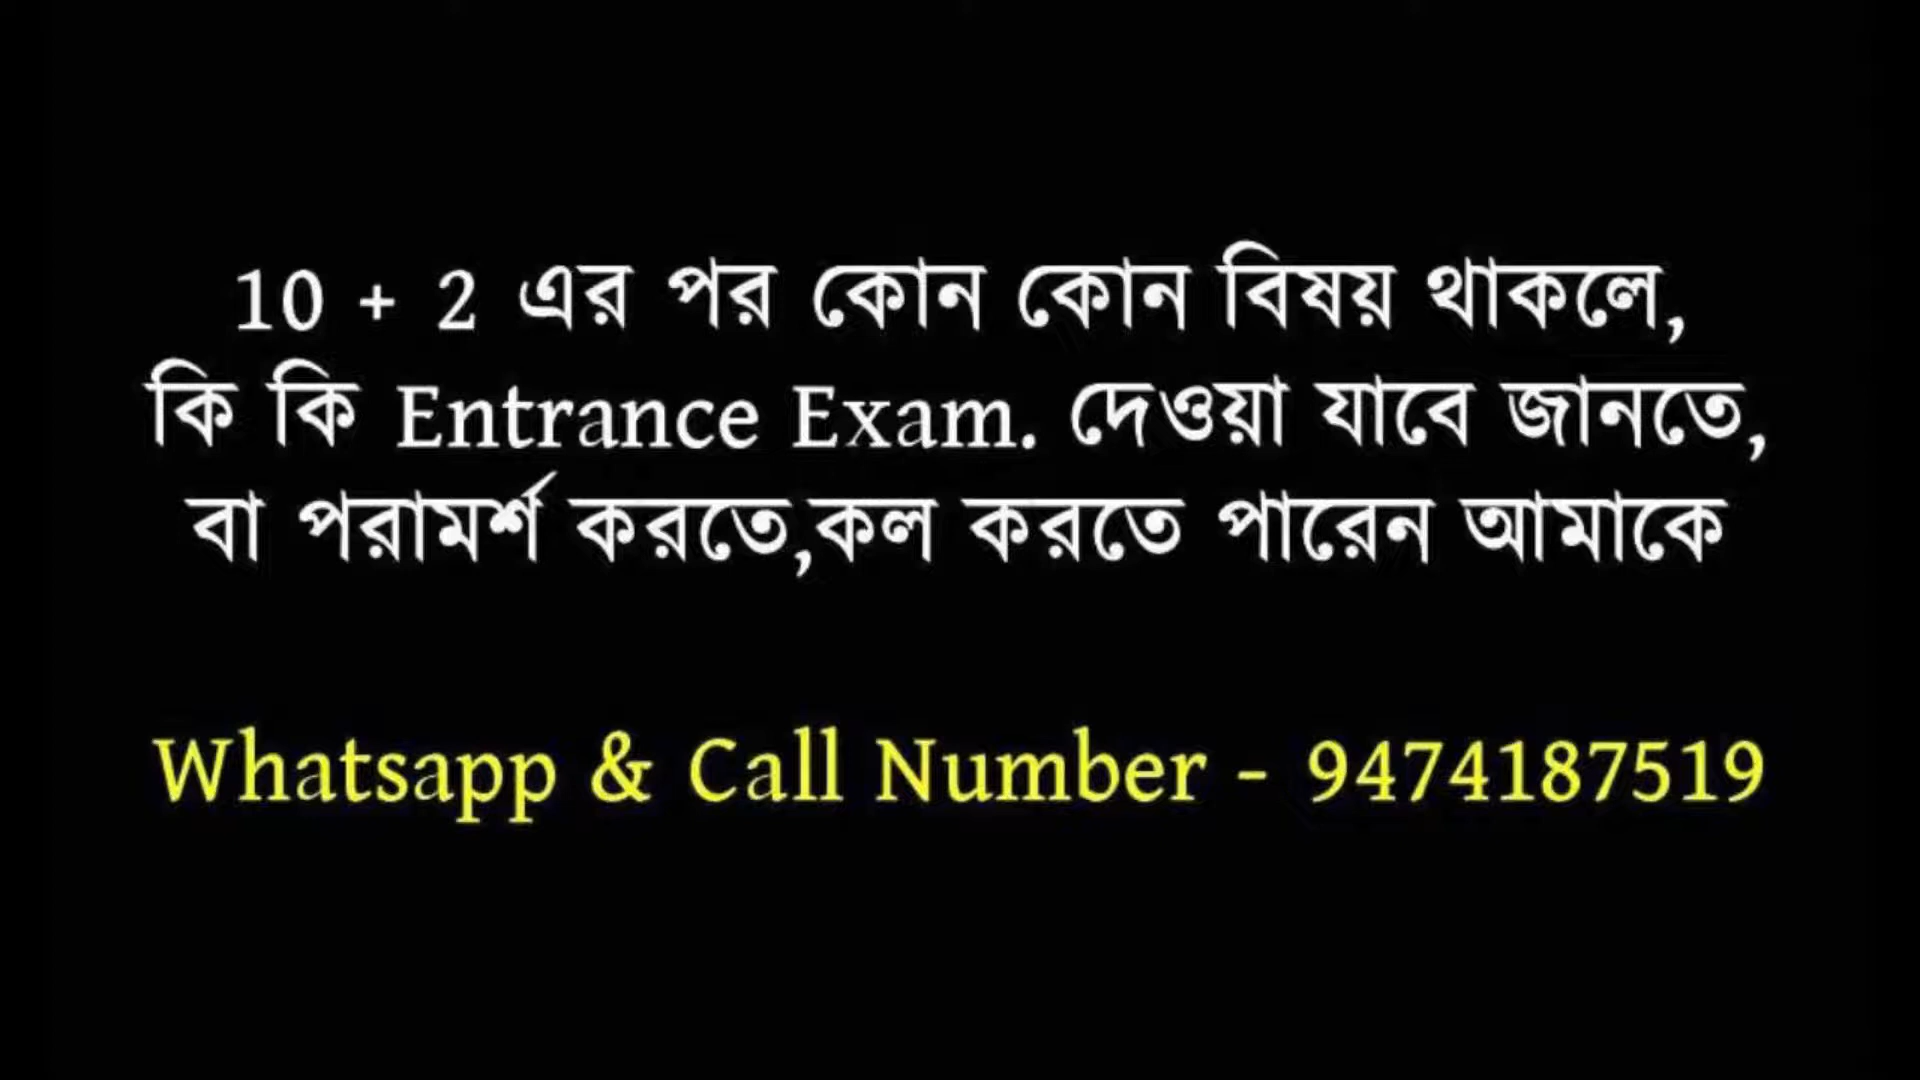 10 + 2 এর পর কোন কোন বিষয় থাকলে,
কি কি Entrance Exam. দেওয়া যাবে জানতে,
বা পরামর্শ করতে,কল করতে পারেন আমাকে
Whatsapp & Call Number - 9474187519